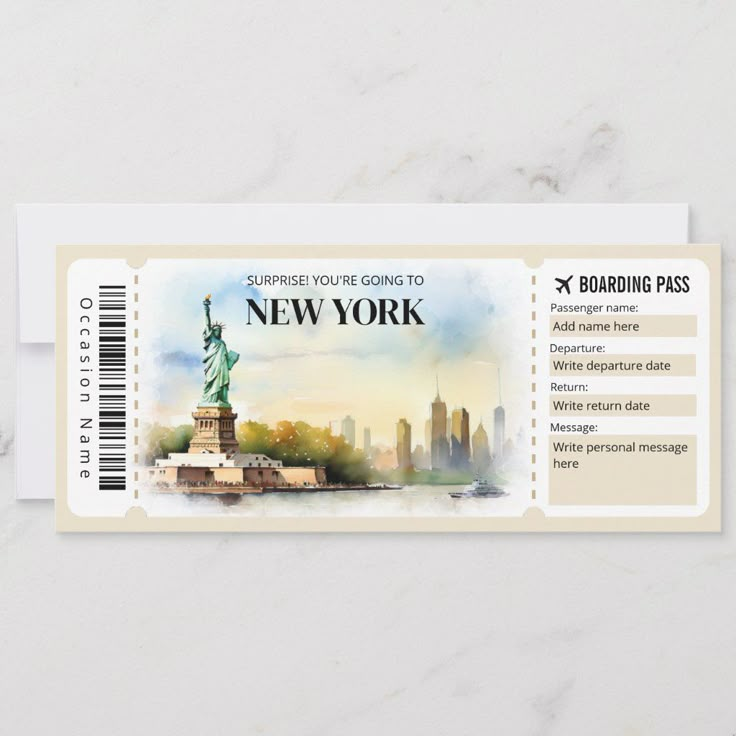 Occasion Name
SURPRISE! YOU'RE GOING TO
NEW YORK
BOARDING PASS
Passenger name:
Add name here
Departure:
Write departure date
Return:
Write return date
Message:
Write personal message
here